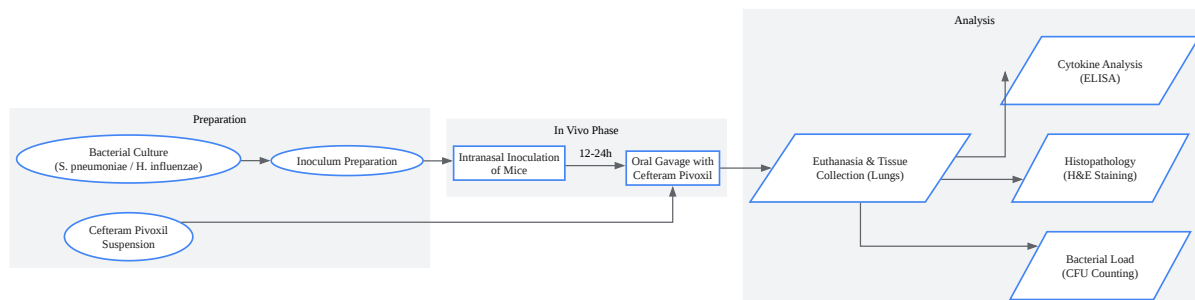 Preparation
Bacterial Culture
(S. pneumoniae / H. influenzae)
Inoculum Preparation
Cefteram Pivoxil
Suspension
In Vivo Phase
Intranasal Inoculation
of Mice
12-24h
Oral Gavage with
Cefteram Pivoxil
Analysis
Euthanasia & Tissue
Collection (Lungs)
Cytokine Analysis
(ELISA)
Histopathology
(H&E Staining)
Bacterial Load
(CFU Counting)